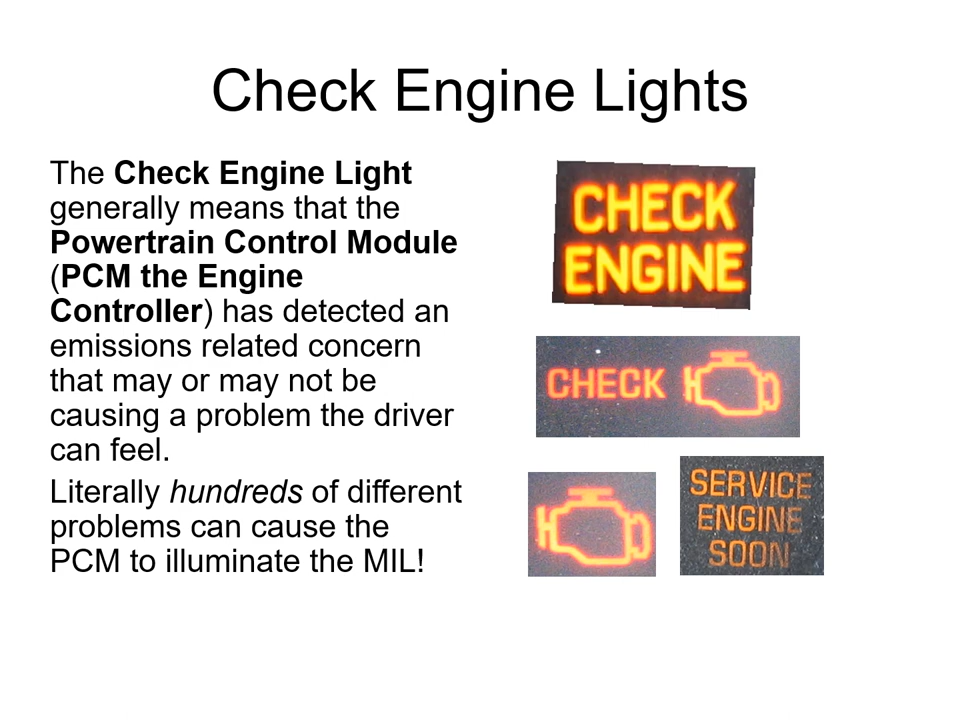 Check Engine Lights
The Check Engine Light
generally means that the
Powertrain Control Module
(PCM the Engine
Controller) has detected an
emissions related concern
that may or may not be
causing a problem the driver
can feel.
Literally hundreds of different
problems can cause the
PCM to illuminate the MIL!
CHECK
ENGINE
CHECK
SERVICE
ENGINE
SOON